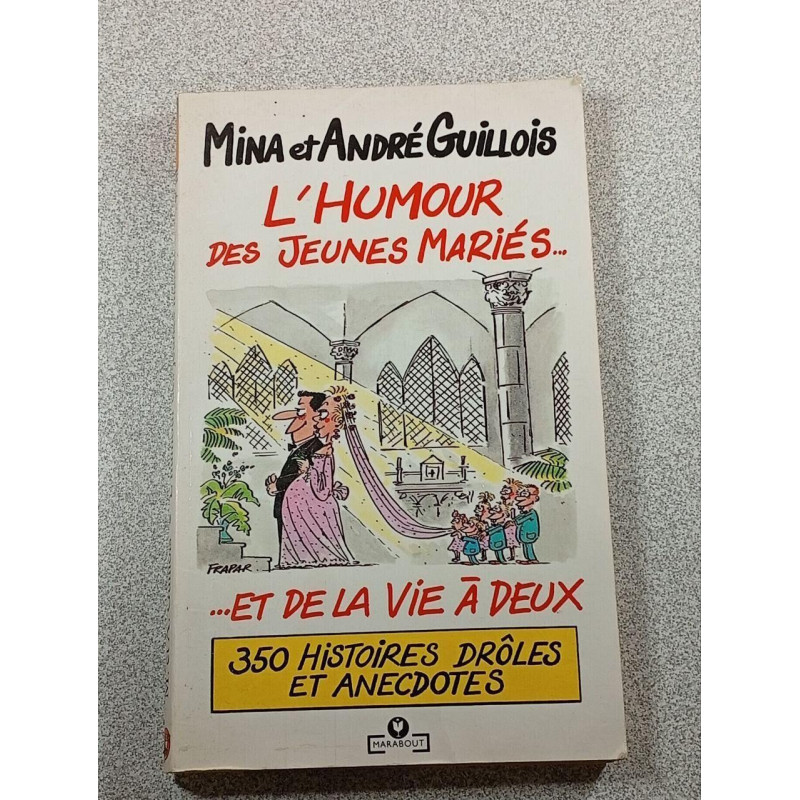 MINA et ANDRÉ GUILLOIS
L'HUMOUR
DES JEUNES MARIÉS...
FRAPAR
...ET DE LA VIE À DEUX
350 HISTOIRES DRÔLES
ET ANECDOTES
MARABOUT